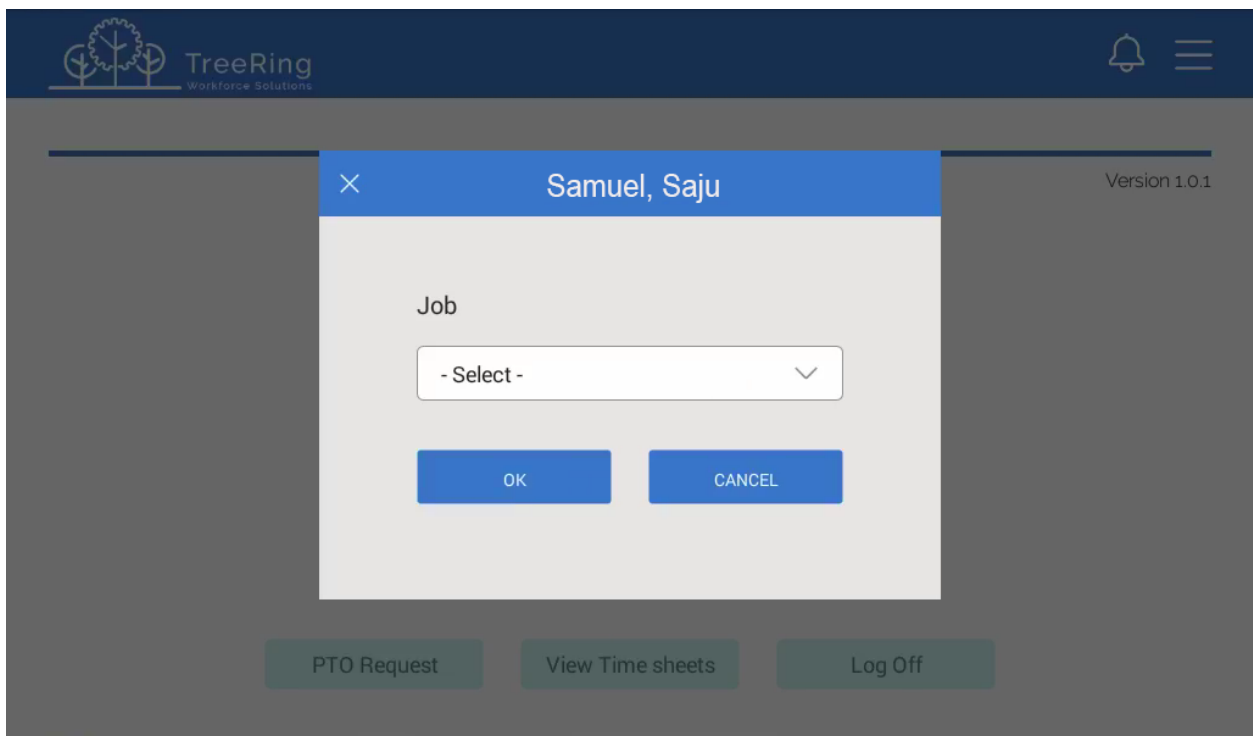 TreeRing
Workforce Solutions
Samuel, Saju
Version 1.0.1
Job
- Select -
OK CANCEL
PTO Request View Time sheets Log Off